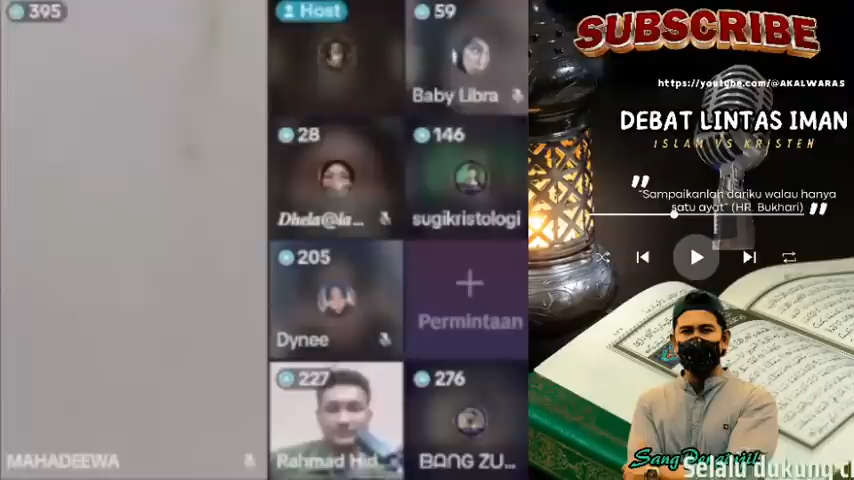 395
Host
59
Baby Libra
28
146
Dhela@la...
sugikristologi
205
Permintaan
Dynee
227
276
MAHADEEWA
Rahmad Hid
BANG ZU...
SUBSCRIBE
https://youtgbe.com/@AKALWARAS
DEBAT LINTAS IMAN
ISLAM VS KRISTEN
"Sampaikanlah dariku walau hanya
satu ayat" (HR. Bukhari)
Selalu dukung c